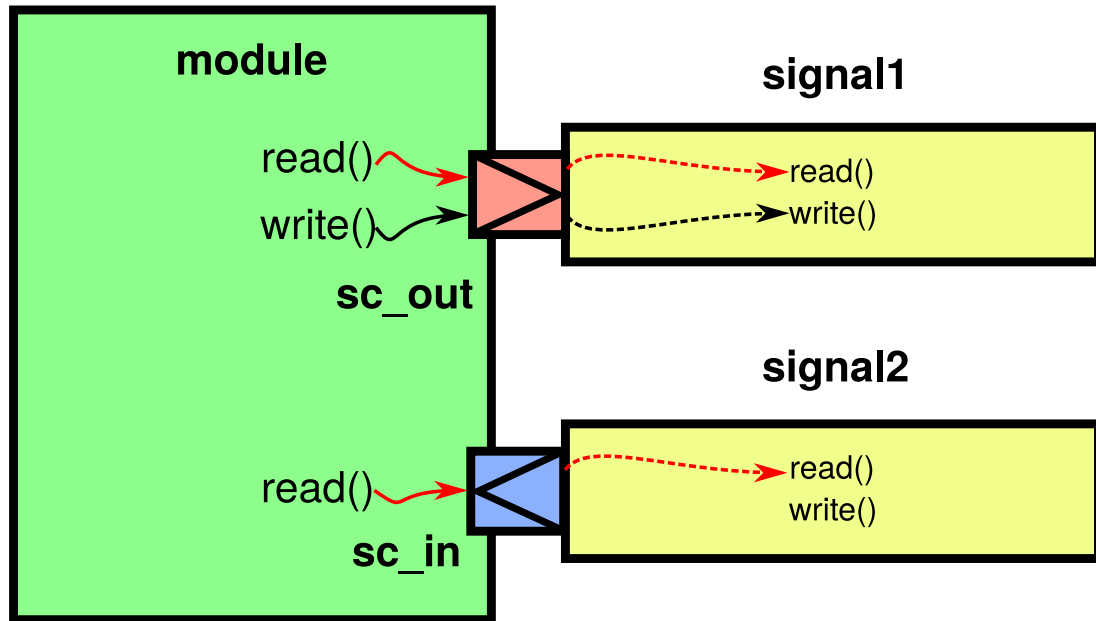 module
read()
write()
sc_out
read()
sc_in
signal1
read()
write()
signal2
read()
write()